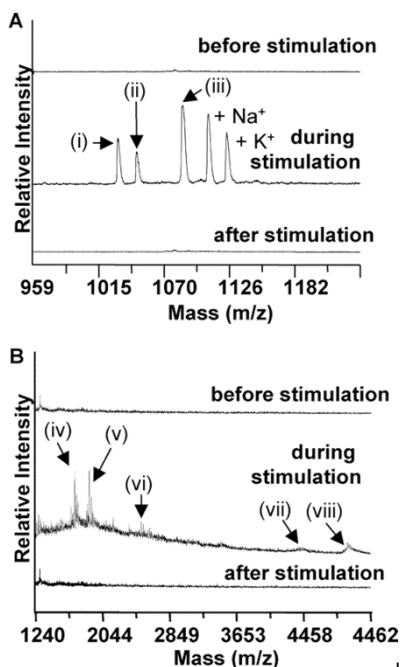 A
before stimulation
(ii)
(iii)
(i)
+ Na⁺
+ K⁺
during
stimulation
after stimulation
Relative Intensity
959 1015 1070 1126 1182
Mass (m/z)
B
before stimulation
(iv)
(v)
(vi)
during
stimulation
(vii)
(viii)
after stimulation
Relative Intensity
1240 2044 2849 3653 4458 4462
Mass (m/z)